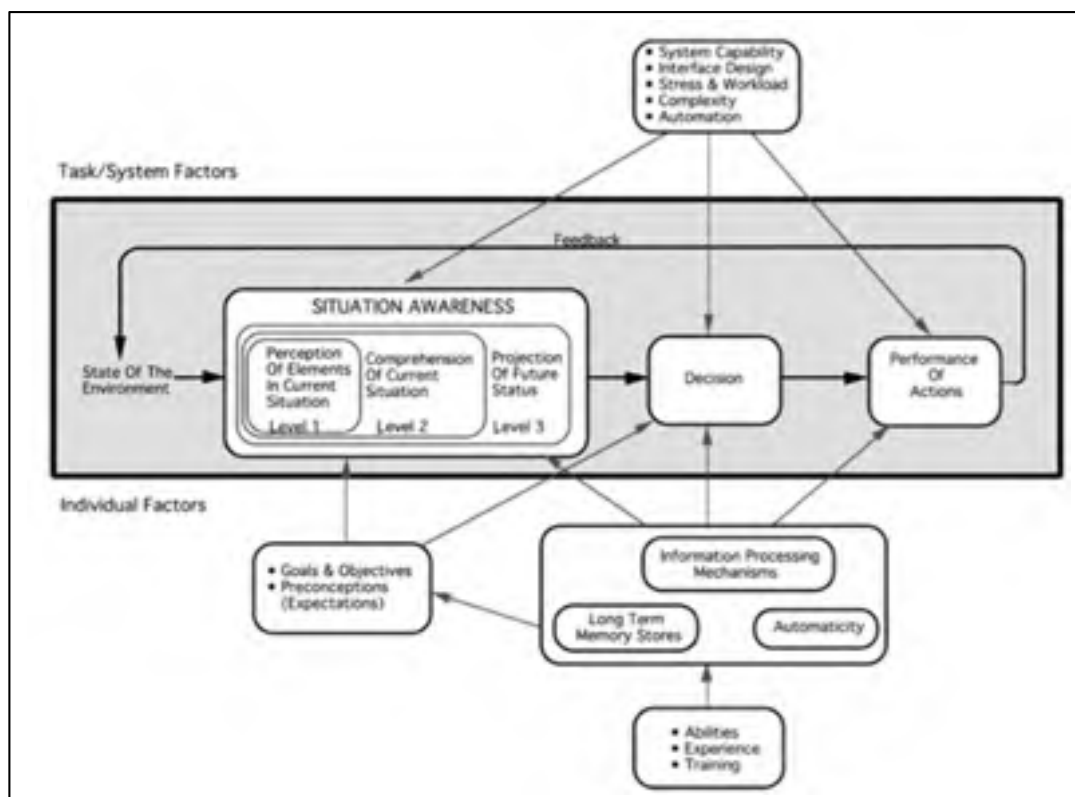 • System Capability
• Interface Design
• Stress & Workload
• Complexity
• Automation
Task/System Factors
Feedback
SITUATION AWARENESS
Perception
Of Elements
In Current
Situation
Level 1
Comprehension
Of Current
Situation
Level 2
Projection
Of Future
Status
Level 3
State Of The
Environment
Decision
Performance
Of
Actions
Individual Factors
• Goals & Objectives
• Preconceptions
(Expectations)
Information Processing
Mechanisms
Long Term
Memory Stores
Automaticity
• Abilities
• Experience
• Training